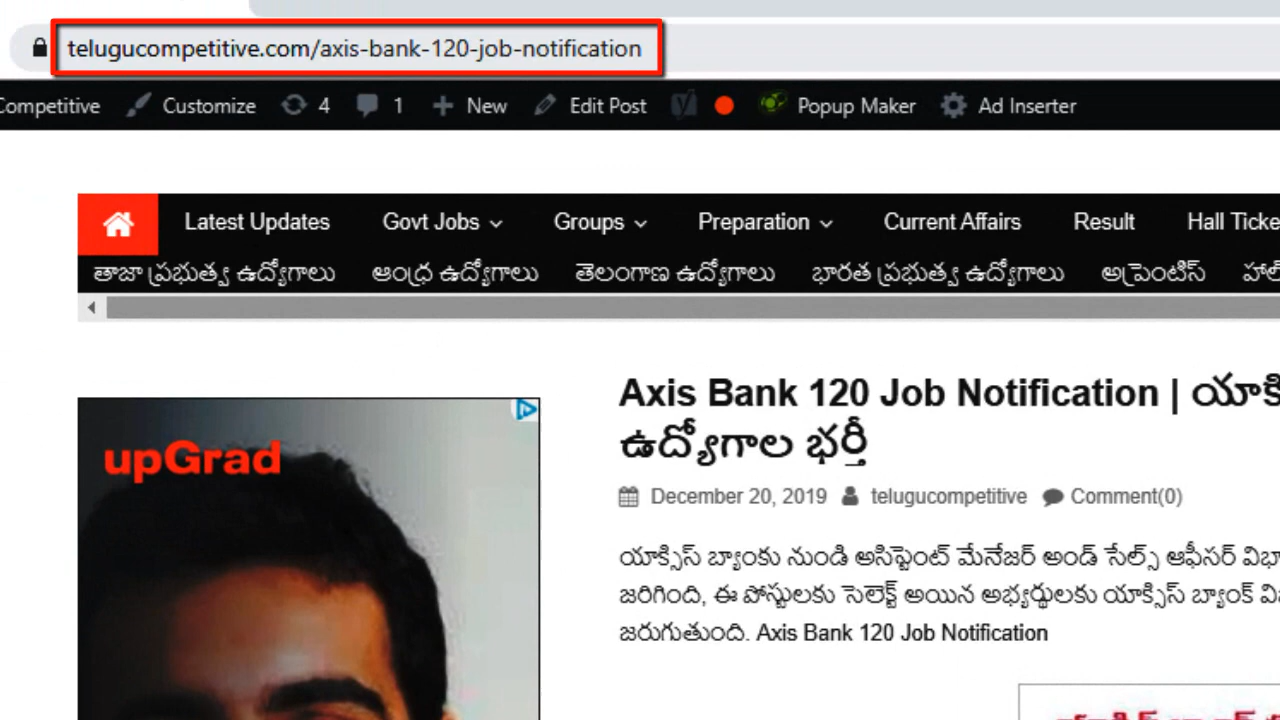 telugucompetitive.com/axis-bank-120-job-notification
Competitive Customize 4 1 New Edit Post Popup Maker Ad Inserter
Latest Updates Govt Jobs Groups Preparation Current Affairs Result Hall Ticke
తాజా ప్రభుత్వ ఉద్యోగాలు ఆంధ్ర ఉద్యోగాలు తెలంగాణ ఉద్యోగాలు భారత ప్రభుత్వ ఉద్యోగాలు అప్రెంటిస్ హాల్
upGrad
Axis Bank 120 Job Notification | యాక్సి
ఉద్యోగాల భర్తీ
December 20, 2019 telugucompetitive Comment(0)
యాక్సిస్ బ్యాంకు నుండి అసిస్టెంట్ మేనేజర్ అండ్ సేల్స్ ఆఫీసర్ విభా
జరిగింది, ఈ పోస్టులకు సెలెక్ట్ అయిన అభ్యర్థులకు యాక్సిస్ బ్యాంక్
జరుగుతుంది. Axis Bank 120 Job Notification